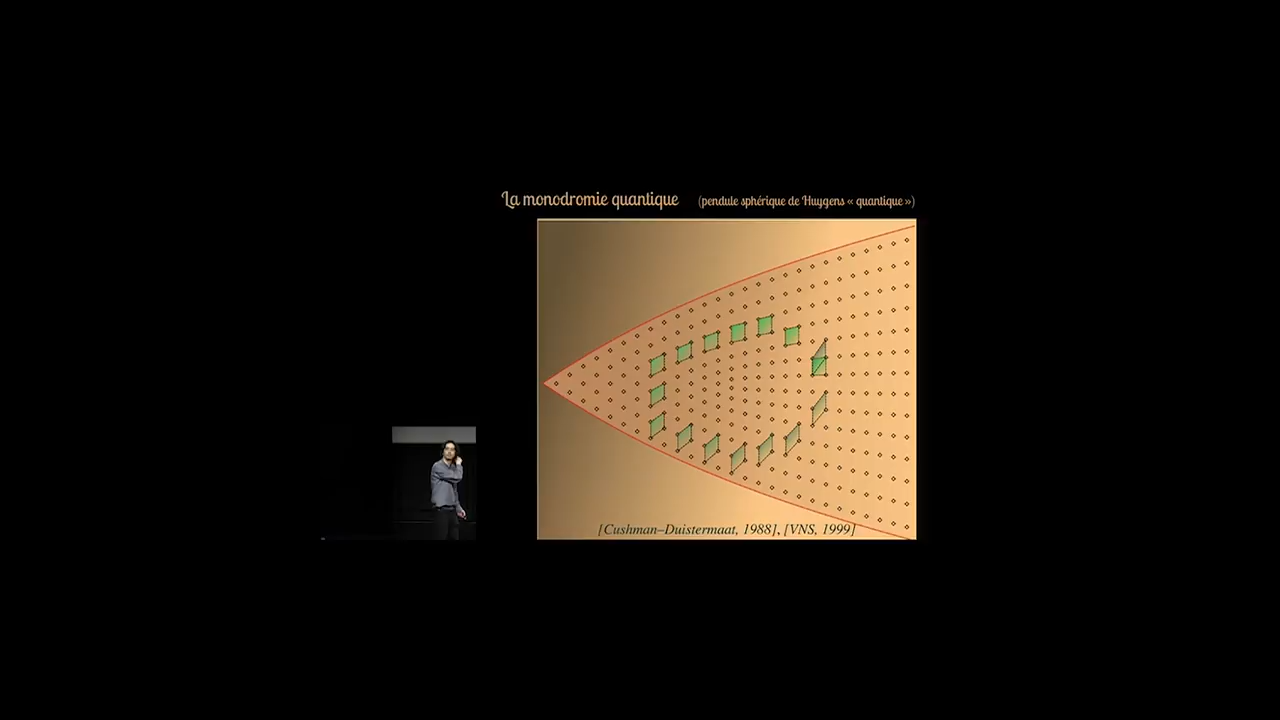 La monodromie quantique (pendule sphérique de Huygens « quantique »)
[Cushman–Duistermaat, 1988], [VNS, 1999]